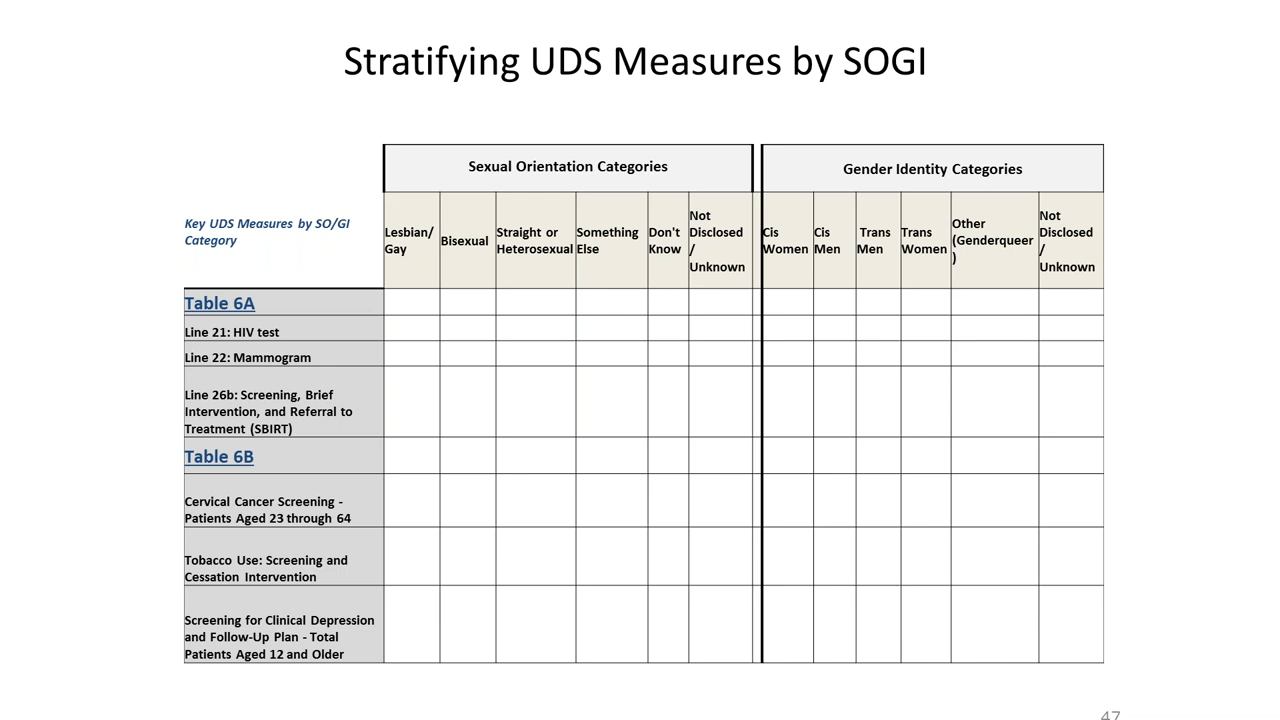 Stratifying UDS Measures by SOGI
Sexual Orientation Categories
Gender Identity Categories
Key UDS Measures by SO/GI
Category
Lesbian/
Gay
Bisexual
Straight or
Heterosexual
Something
Else
Don't
Know
Not
Disclosed
/
Unknown
Cis
Women
Cis
Men
Trans
Men
Trans
Women
Other
(Genderqueer
)
Not
Disclosed
/
Unknown
Table 6A
Line 21: HIV test
Line 22: Mammogram
Line 26b: Screening, Brief
Intervention, and Referral to
Treatment (SBIRT)
Table 6B
Cervical Cancer Screening -
Patients Aged 23 through 64
Tobacco Use: Screening and
Cessation Intervention
Screening for Clinical Depression
and Follow-Up Plan - Total
Patients Aged 12 and Older
47